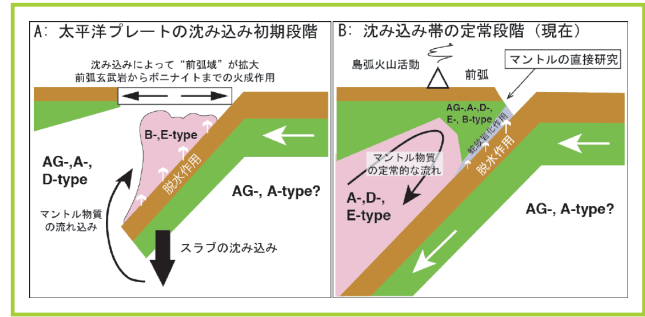 A: 太平洋プレートの沈み込み初期段階
沈み込みによって“前弧域”が拡大
前弧玄武岩からボニナイトまでの火成作用
B-,E-type
AG-,A-,
D-type
脱水作用
AG-, A-type?
マントル物質
の流れ込み
スラブの沈み込み
B: 沈み込み帯の定常段階（現在）
島弧火山活動
前弧
マントルの直接研究
AG-,A-,D-,
E-, B-type
蛇紋岩化作用
マントル物質
の定常的な流れ
脱水作用
A-,D-,
E-type
AG-, A-type?